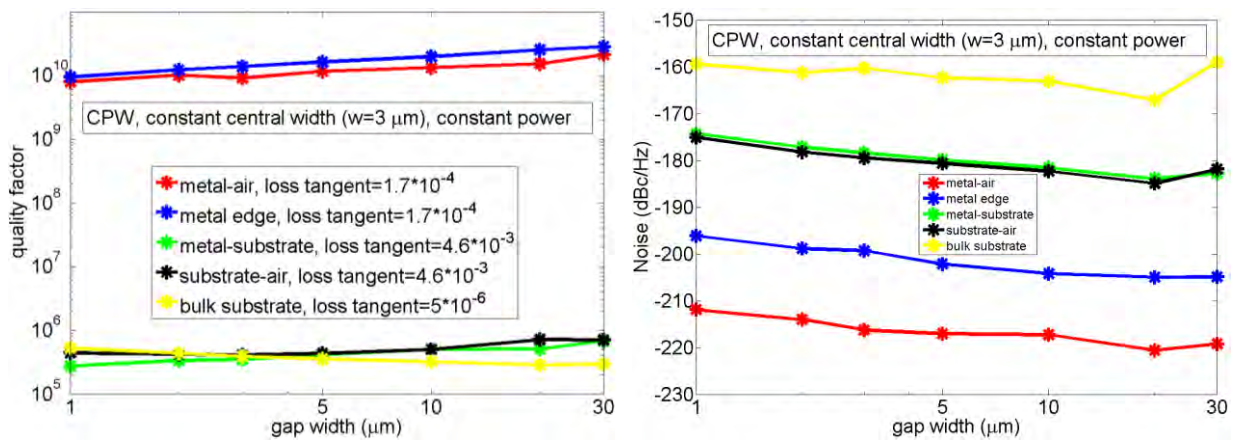 10^10
10^9
10^8
10^7
10^6
10^5
quality factor
CPW, constant central width (w=3 μm), constant power
metal-air, loss tangent=1.7*10^-4
metal edge, loss tangent=1.7*10^-4
metal-substrate, loss tangent=4.6*10^-3
substrate-air, loss tangent=4.6*10^-3
bulk substrate, loss tangent=5*10^-6
1 5 10 30
gap width (μm)
-150
-160
-170
-180
-190
-200
-210
-220
-230
Noise (dBc/Hz)
CPW, constant central width (w=3 μm), constant power
metal-air
metal edge
metal-substrate
substrate-air
bulk substrate
1 5 10 30
gap width (μm)